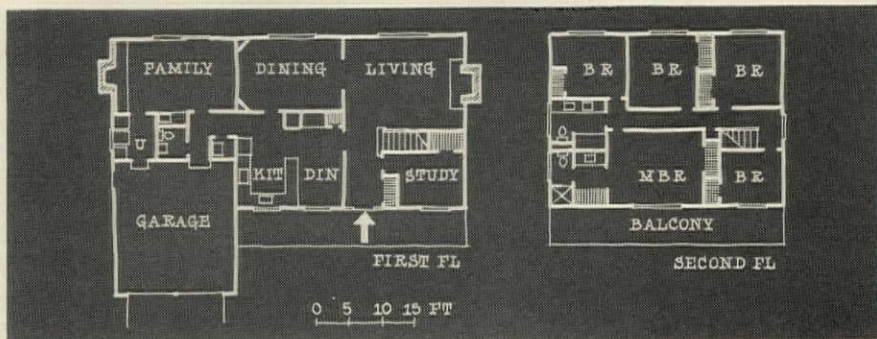 FAMILY DINING LIVING
U
KIT DIN STUDY
GARAGE
FIRST FL
0 5 10 15 FT
BR BR BR
MBR BR
BALCONY
SECOND FL